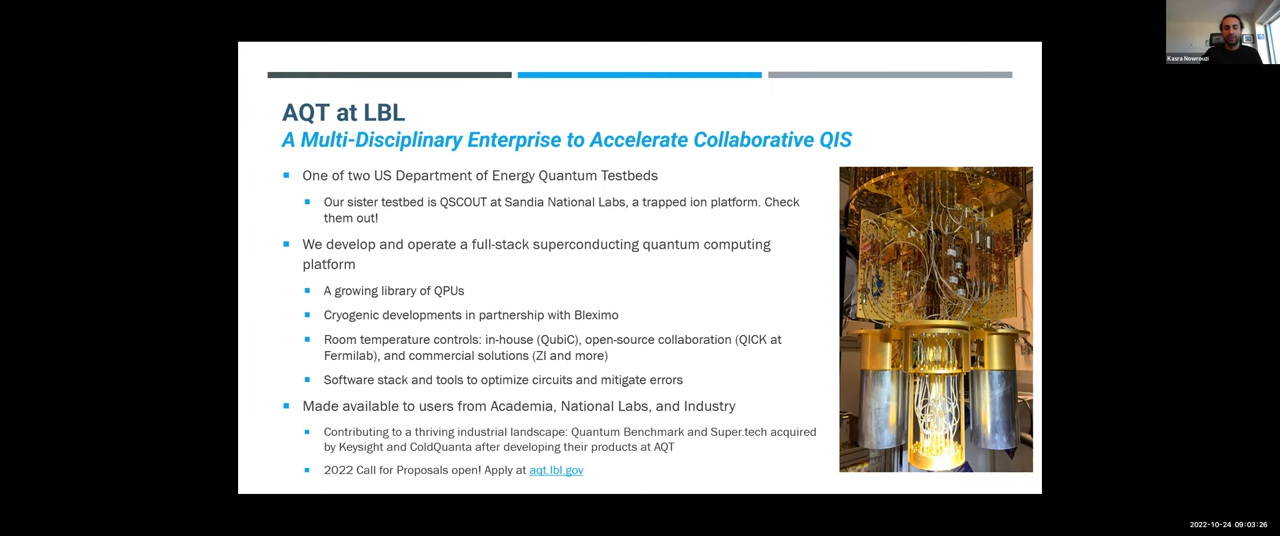 AQT at LBL
A Multi-Disciplinary Enterprise to Accelerate Collaborative QIS
One of two US Department of Energy Quantum Testbeds
Our sister testbed is QSCOUT at Sandia National Labs, a trapped ion platform. Check
them out!
We develop and operate a full-stack superconducting quantum computing
platform
A growing library of QPUs
Cryogenic developments in partnership with Bleximo
Room temperature controls: in-house (QubiC), open-source collaboration (QICK at
Fermilab), and commercial solutions (ZI and more)
Software stack and tools to optimize circuits and mitigate errors
Made available to users from Academia, National Labs, and Industry
Contributing to a thriving industrial landscape: Quantum Benchmark and Super.tech acquired
by Keysight and ColdQuanta after developing their products at AQT
2022 Call for Proposals open! Apply at aqt.lbl.gov
Kasra Nowrouzi
2022-10-24 09:03:26